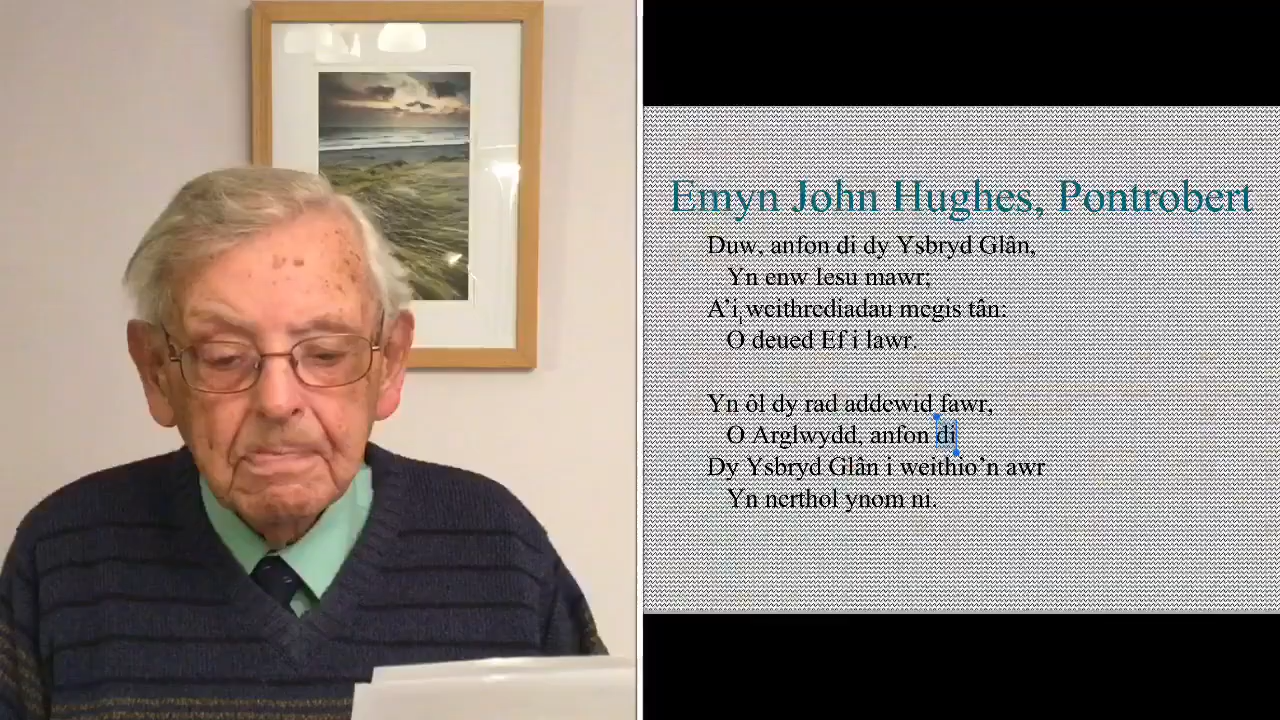 Emyn John Hughes, Pontrobert
Duw, anfon di dy Ysbryd Glân,
Yn enw Iesu mawr;
A’i weithrediadau megis tân:
O deued Ef i lawr.
Yn ôl dy rad addewid fawr,
O Arglwydd, anfon di
Dy Ysbryd Glân i weithio’n awr
Yn nerthol ynom ni.